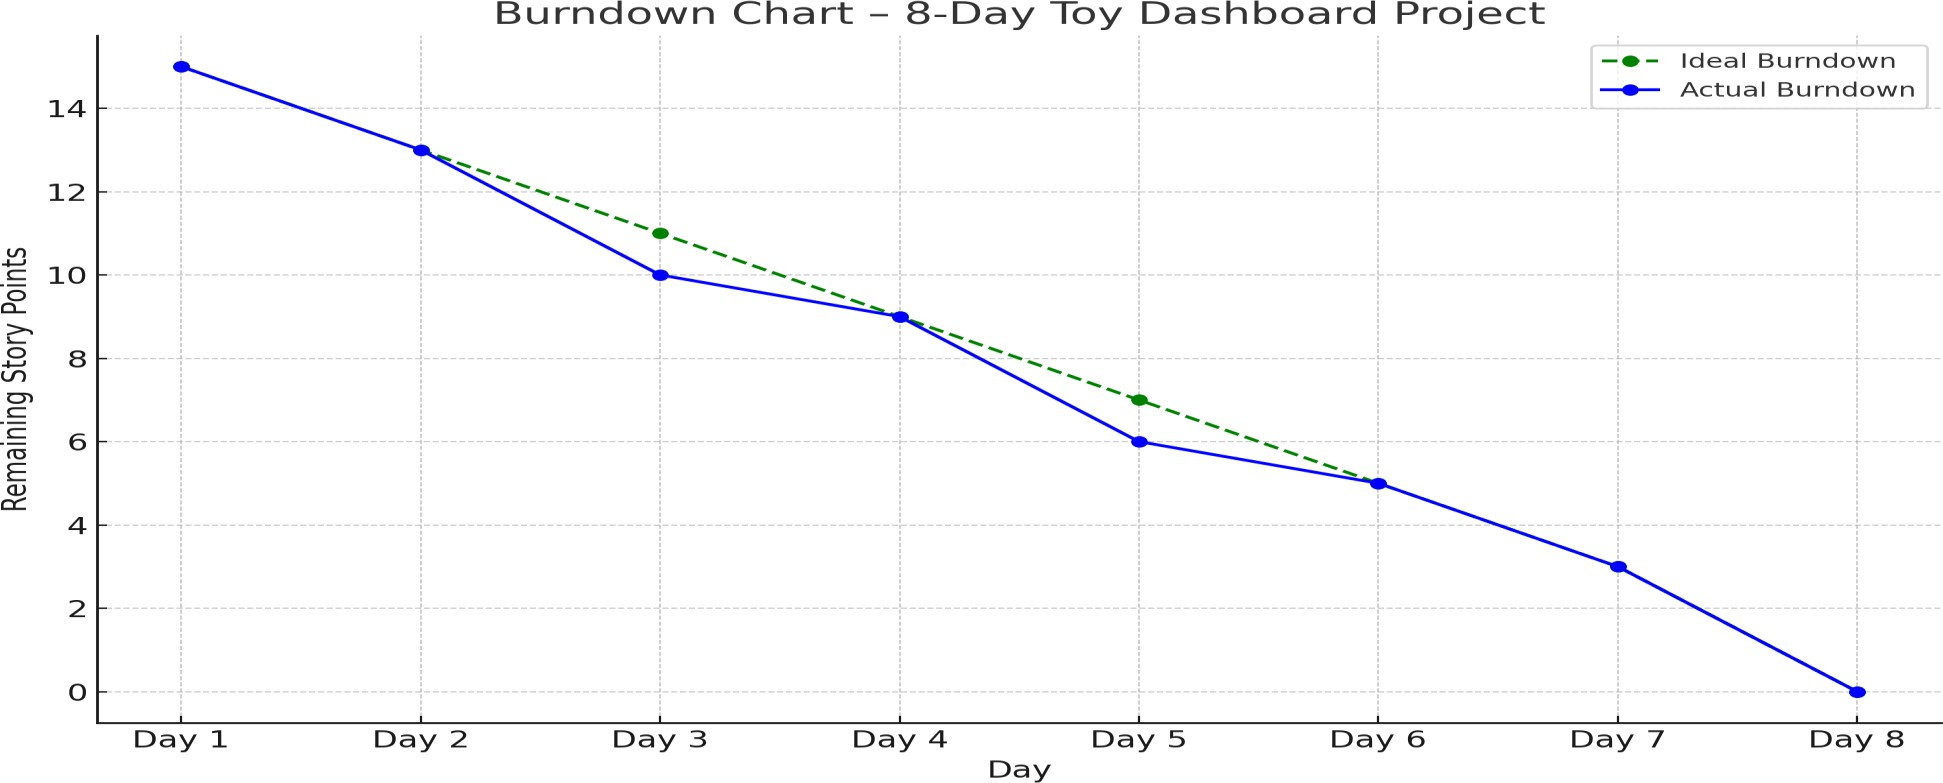 Burndown Chart – 8-Day Toy Dashboard Project
Ideal Burndown
Actual Burndown
Remaining Story Points
14
12
10
8
6
4
2
0
Day 1 Day 2 Day 3 Day 4 Day 5 Day 6 Day 7 Day 8
Day